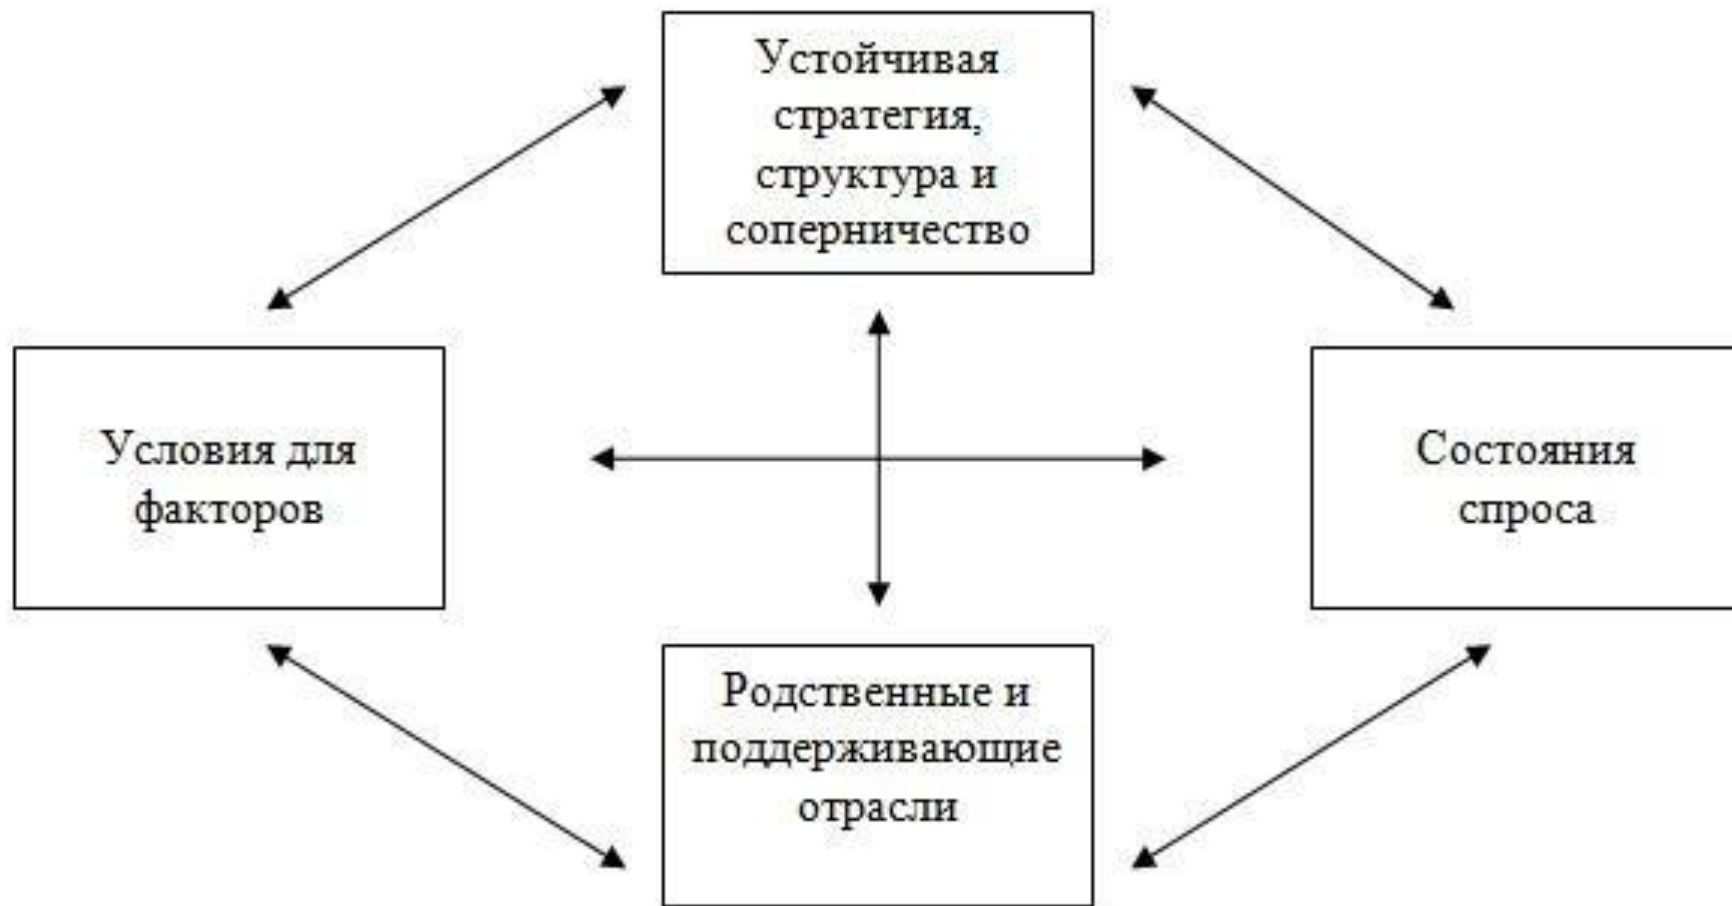 Устойчивая
стратегия,
структура и
соперничество
Условия для
факторов
Состояния
спроса
Родственные и
поддерживающие
отрасли